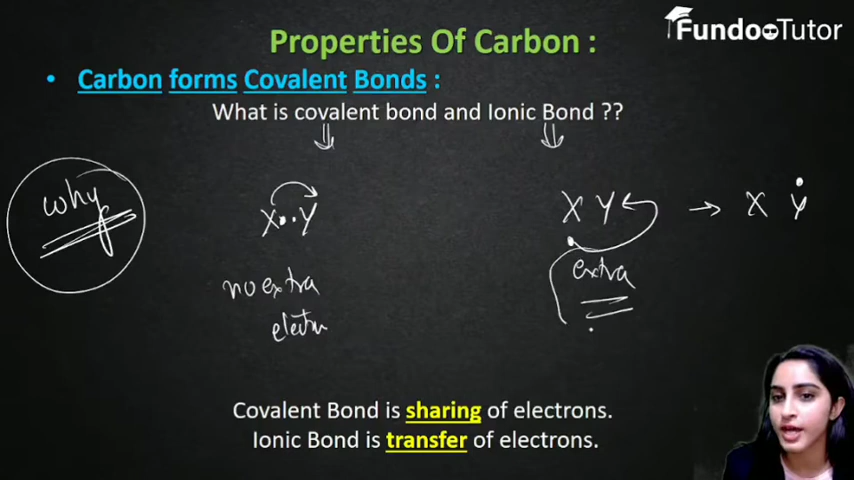 FundooTutor
Properties Of Carbon :
• Carbon forms Covalent Bonds :
What is covalent bond and Ionic Bond ??
why
X Y
X Y → X Y
no extra
extra
Covalent Bond is sharing of electrons.
Ionic Bond is transfer of electrons.